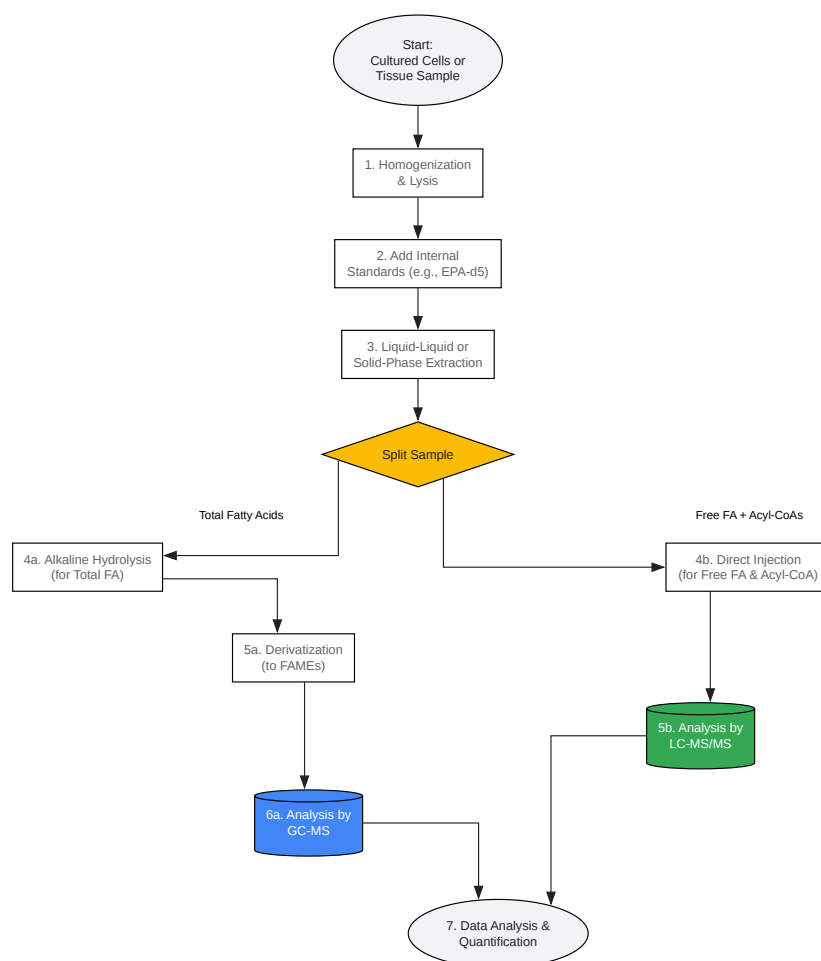 Start:
Cultured Cells or
Tissue Sample
1. Homogenization
& Lysis
2. Add Internal
Standards (e.g., EPA-d5)
3. Liquid-Liquid or
Solid-Phase Extraction
Split Sample
Total Fatty Acids
Free FA + Acyl-CoAs
4a. Alkaline Hydrolysis
(for Total FA)
4b. Direct Injection
(for Free FA & Acyl-CoA)
5a. Derivatization
(to FAMEs)
5b. Analysis by
LC-MS/MS
6a. Analysis by
GC-MS
7. Data Analysis &
Quantification